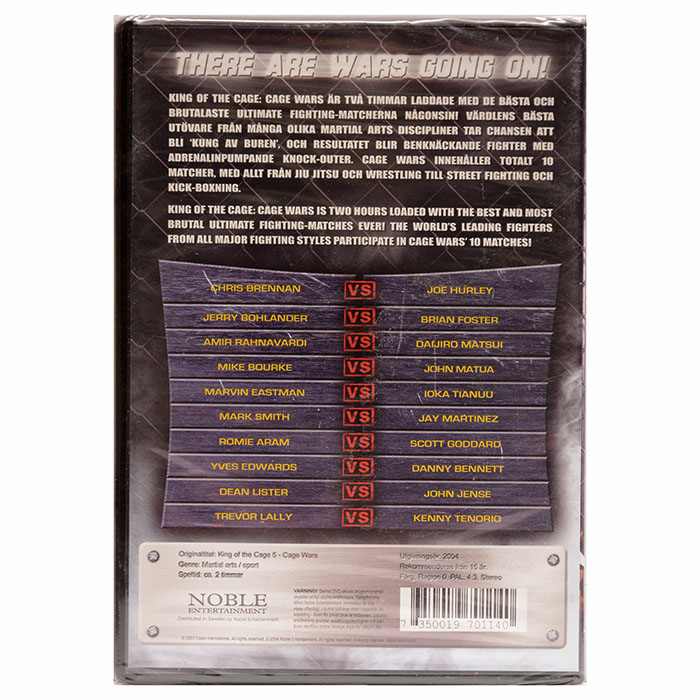 THERE ARE WARS GOING ON!
KING OF THE CAGE: CAGE WARS ÄR TVÅ TIMMAR LADDADE MED DE BÄSTA OCH
BRUTALASTE ULTIMATE FIGHTING-MATCHERNA NÅGONSIN! VÄRDLENS BÄSTA
UTÖVARE FRÅN MÅNGA OLIKA MARTIAL ARTS DISCIPLINER TAR CHANSEN ATT
BLI 'KUNG AV BUREN', OCH RESULTATET BLIR BENKNÄCKANDE FIGHTER MED
ADRENALINPUMPANDE KNOCK-OUTER. CAGE WARS INNEHÅLLER TOTALT 10
MATCHER, MED ALLT FRÅN JIU JITSU OCH WRESTLING TILL STREET FIGHTING OCH
KICK-BOXNING.
KING OF THE CAGE: CAGE WARS IS TWO HOURS LOADED WITH THE BEST AND MOST
BRUTAL ULTIMATE FIGHTING-MATCHES EVER! THE WORLD'S LEADING FIGHTERS
FROM ALL MAJOR FIGHTING STYLES PARTICIPATE IN CAGE WARS' 10 MATCHES!
CHRIS BRENNAN VS JOE HURLEY
JERRY BOHLANDER VS BRIAN FOSTER
AMIR RAHNAVARDI VS DAIJIRO MATSUI
MIKE BOURKE VS JOHN MATUA
MARVIN EASTMAN VS IOKA TIANUU
MARK SMITH VS JAY MARTINEZ
ROMIE ARAM VS SCOTT GODDARD
YVES EDWARDS VS DANNY BENNETT
DEAN LISTER VS JOHN JENSE
TREVOR LALLY VS KENNY TENORIO
Originaltitel: King of the Cage 5 - Cage Wars
Genre: Martial arts / sport
Speltid: ca. 2 timmar
Utgivningsår: 2004
Rekommenderas från 15 år.
Färg, Region 0, PAL, 4:3, Stereo
NOBLE
ENTERTAINMENT
Distributed in Sweden by Noble Entertainment.
VARNING!
7 350019 701140